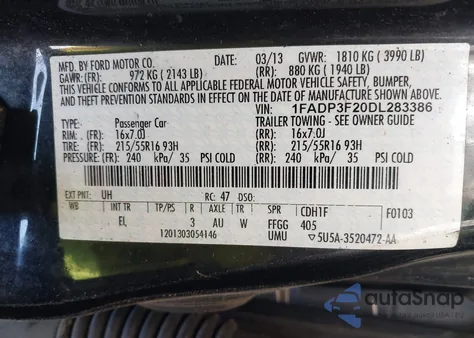 MFD. BY FORD MOTOR CO.
DATE: 03/13 GVWR: 1810 KG ( 3990 LB)
GAWR: (FR): 972 KG ( 2143 LB) (RR): 880 KG ( 1940 LB)
THIS VEHICLE CONFORMS TO ALL APPLICABLE FEDERAL MOTOR VEHICLE SAFETY, BUMPER,
AND THEFT PREVENTION STANDARDS IN EFFECT ON THE DATE OF MANUFACTURE SHOWN ABOVE.
VIN: 1FADP3F20DL283386
TYPE: Passenger Car TRAILER TOWING - SEE OWNER GUIDE
RIMS: (FR): 16x7.0J (RR): 16x7.0J
TIRES: (FR): 215/55R16 93H (RR): 215/55R16 93H
PRESSURE: (FR): 240 kPa/ 35 PSI COLD (RR): 240 kPa/ 35 PSI COLD
EXT PNT: UH RC: 47 DSO:
WB INT TR TP/PS R AXLE TR SPR CDH1F F0103
EL 3 AU W FFGG 405
1201303054146 UMU 5U5A-3520472-AA
autoSnap